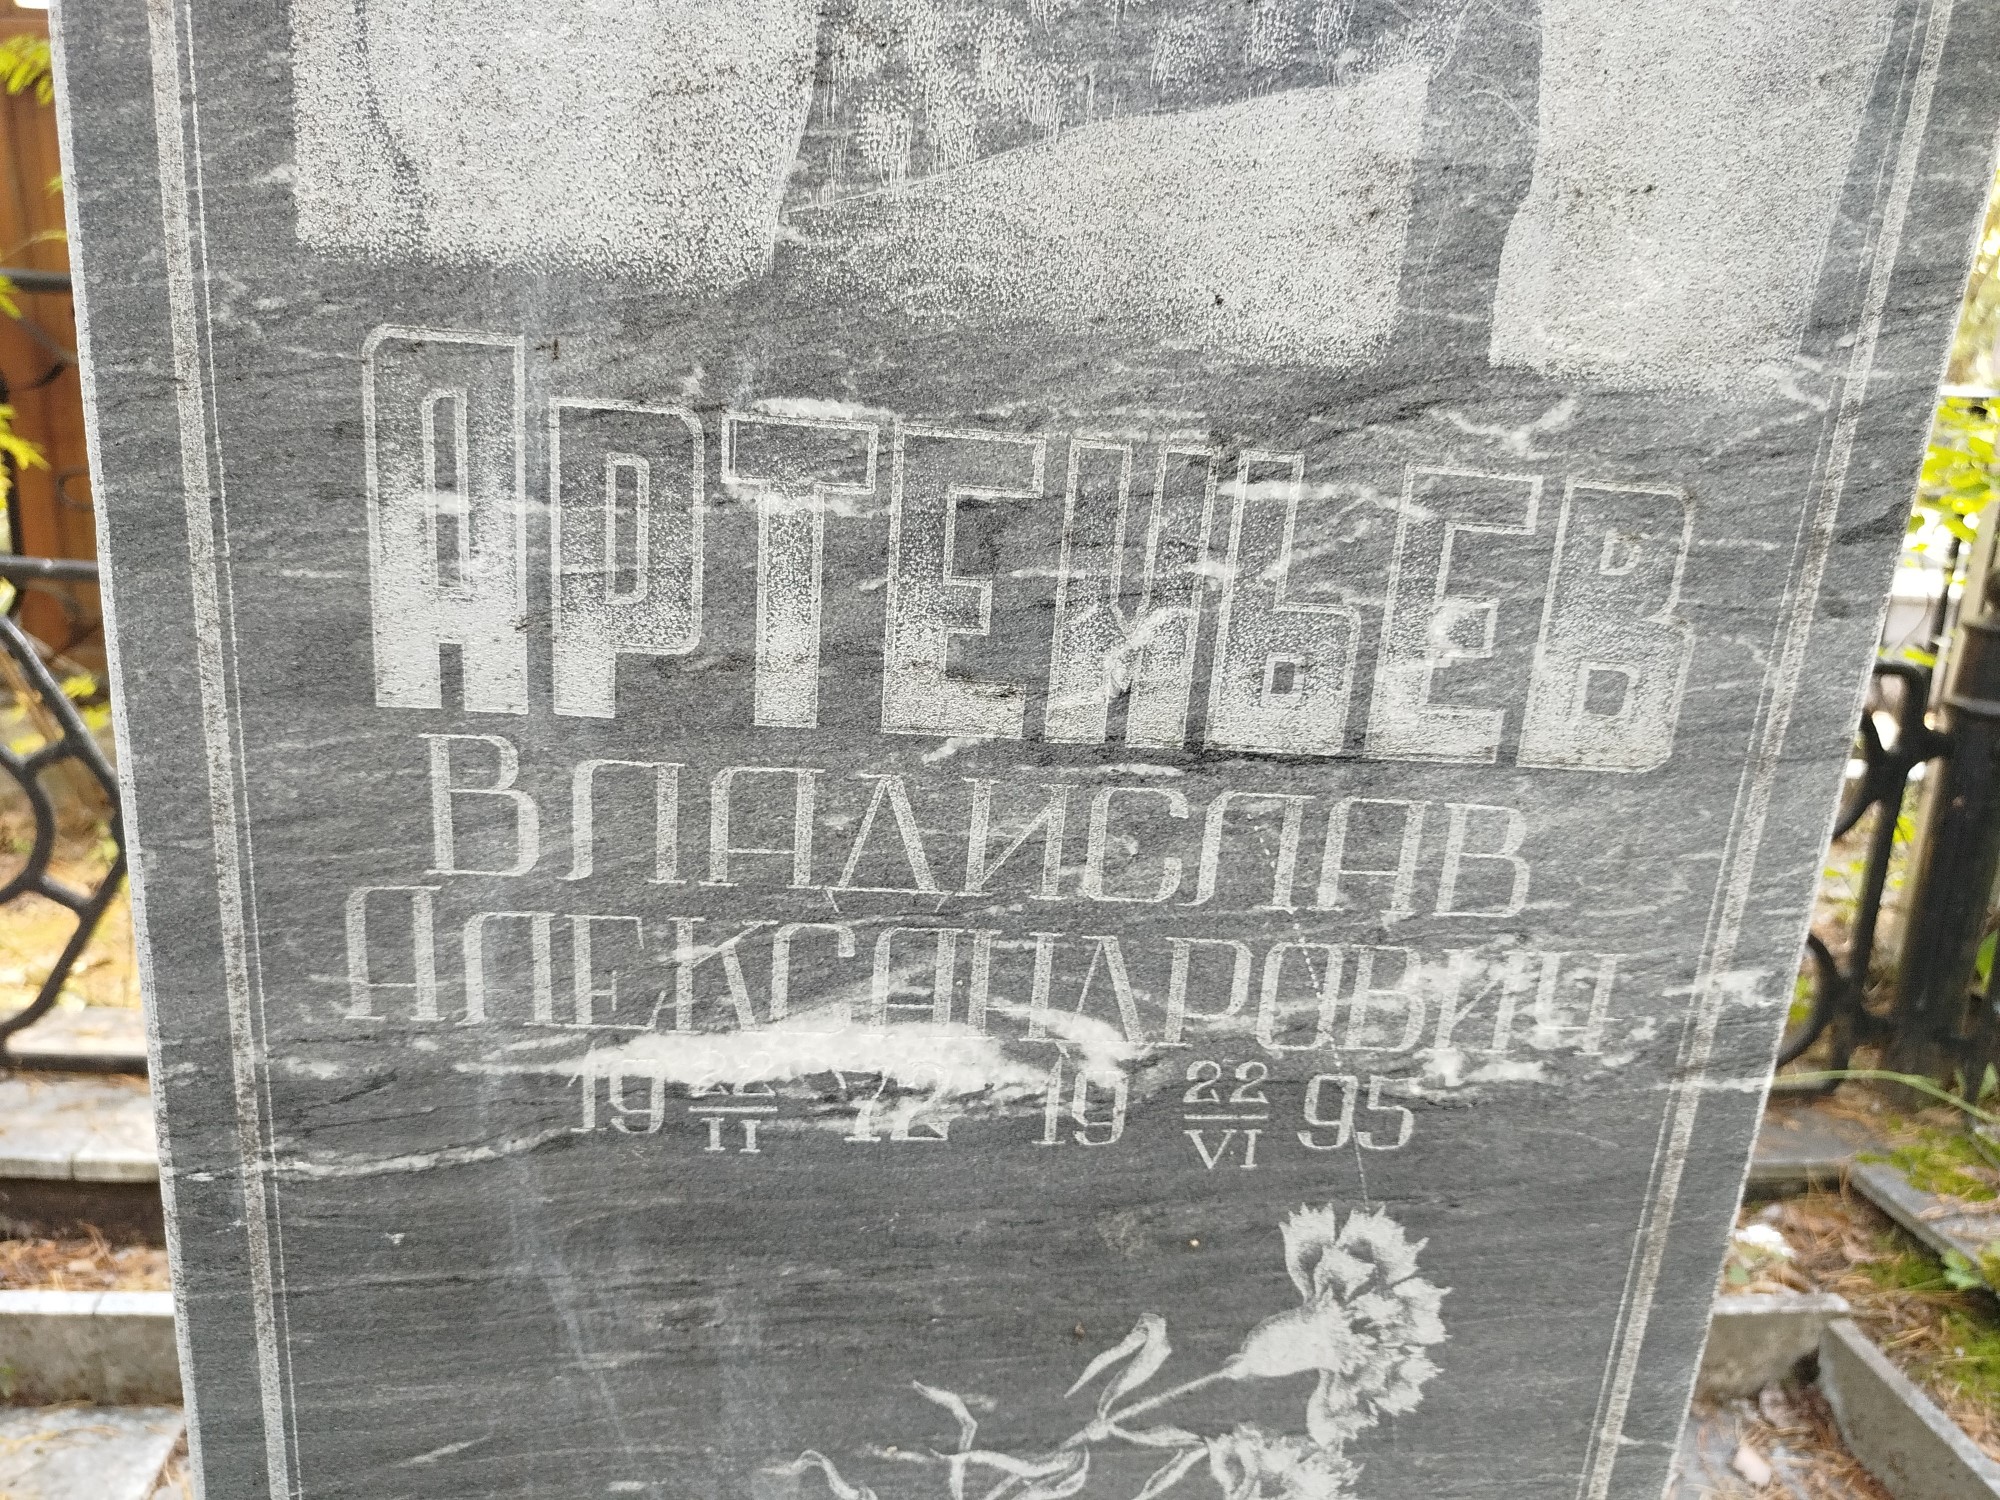 Артемьев
Владислав
Александрович
19 22/II 72 19 22/VI 95